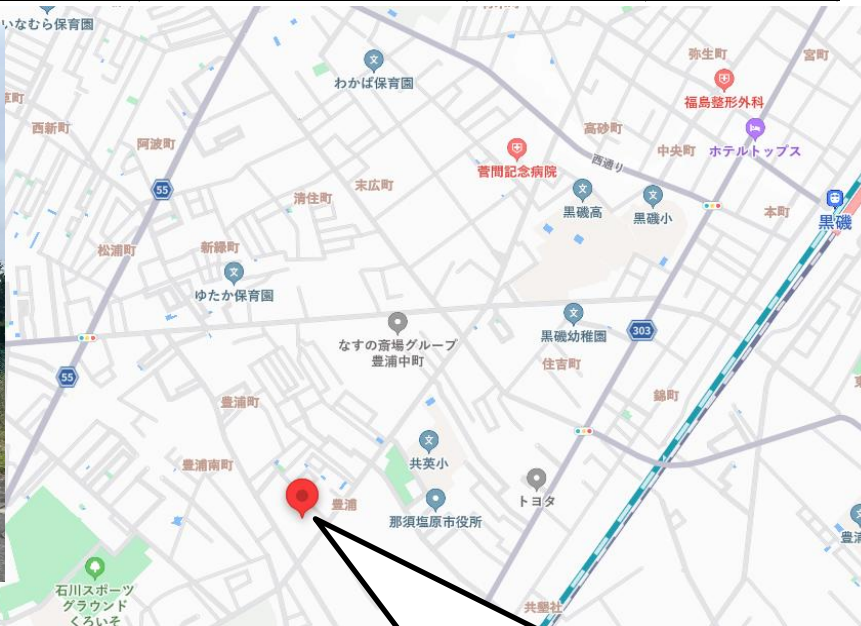 いなむら保育園
わかば保育園
弥生町
宮町
福島整形外科
西新町
阿波町
高砂町
中央町
ホテルトップス
西通り
菅間記念病院
末広町
55
清住町
黒磯高
黒磯小
本町
黒磯
松浦町
新緑町
ゆたか保育園
なすの斎場グループ
豊浦中町
黒磯幼稚園
303
住吉町
55
豊浦町
錦町
共英小
豊浦南町
トヨタ
豊浦
那須塩原市役所
石川スポーツ
グラウンド
くろいそ
共墾社